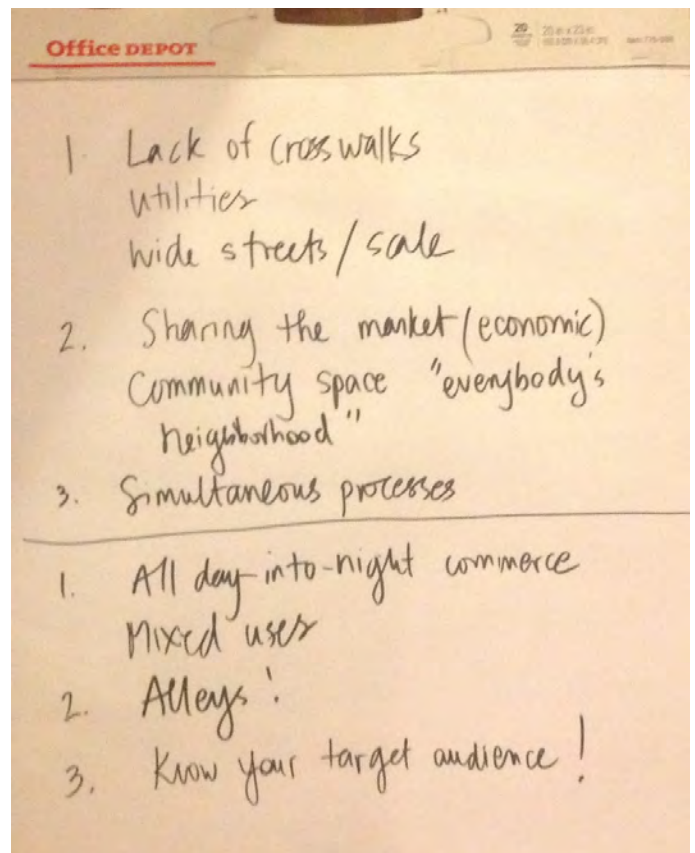 Office DEPOT
20
1. Lack of crosswalks
utilities
wide streets/scale
2. Sharing the market (economic)
Community space "everybody's
neighborhood"
3. Simultaneous processes
1. All day-into-night commerce
Mixed uses
2. Alleys!
3. Know your target audience!